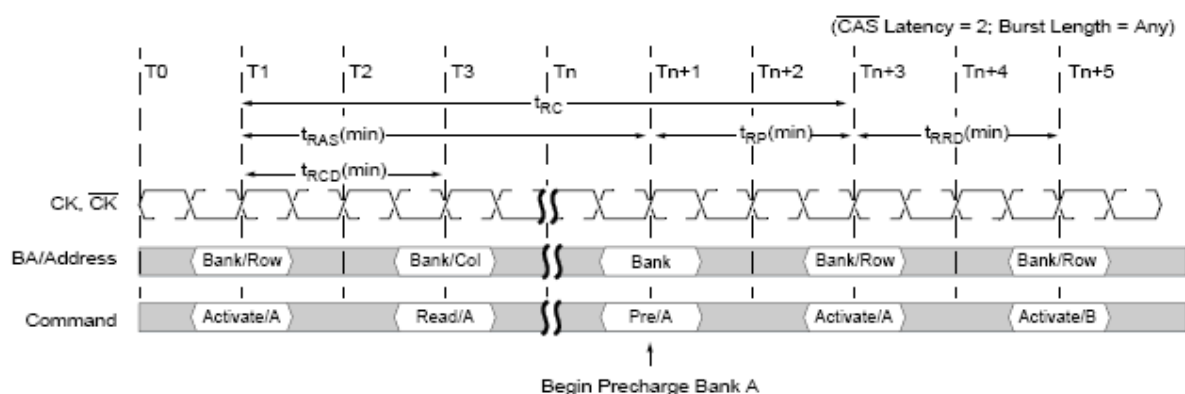 (CAS Latency = 2; Burst Length = Any)
T0 T1 T2 T3 Tn Tn+1 Tn+2 Tn+3 Tn+4 Tn+5
tRC
tRAS(min) tRP(min) tRRD(min)
tRCD(min)
CK, CK
BA/Address Bank/Row Bank/Col Bank Bank/Row Bank/Row
Command Activate/A Read/A Pre/A Activate/A Activate/B
Begin Precharge Bank A